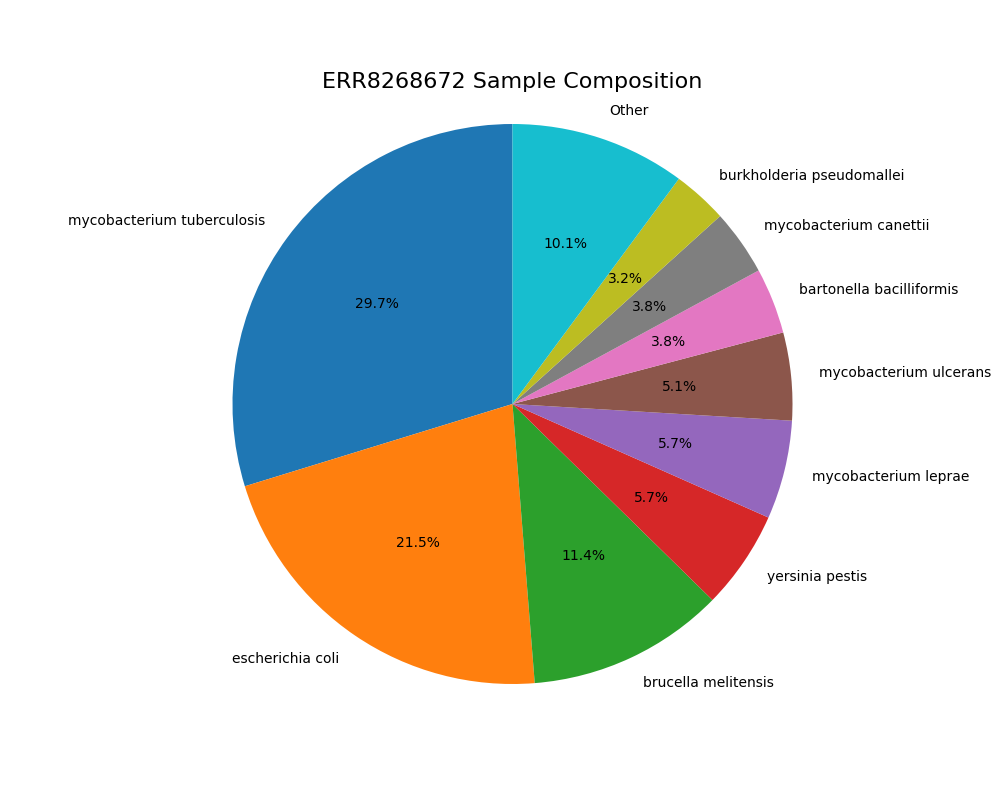 ERR8268672 Sample Composition
Other
burkholderia pseudomallei
mycobacterium canettii
mycobacterium tuberculosis
10.1%
3.2%
bartonella bacilliformis
29.7%
3.8%
3.8%
mycobacterium ulcerans
5.1%
5.7%
mycobacterium leprae
5.7%
21.5%
11.4%
yersinia pestis
escherichia coli
brucella melitensis